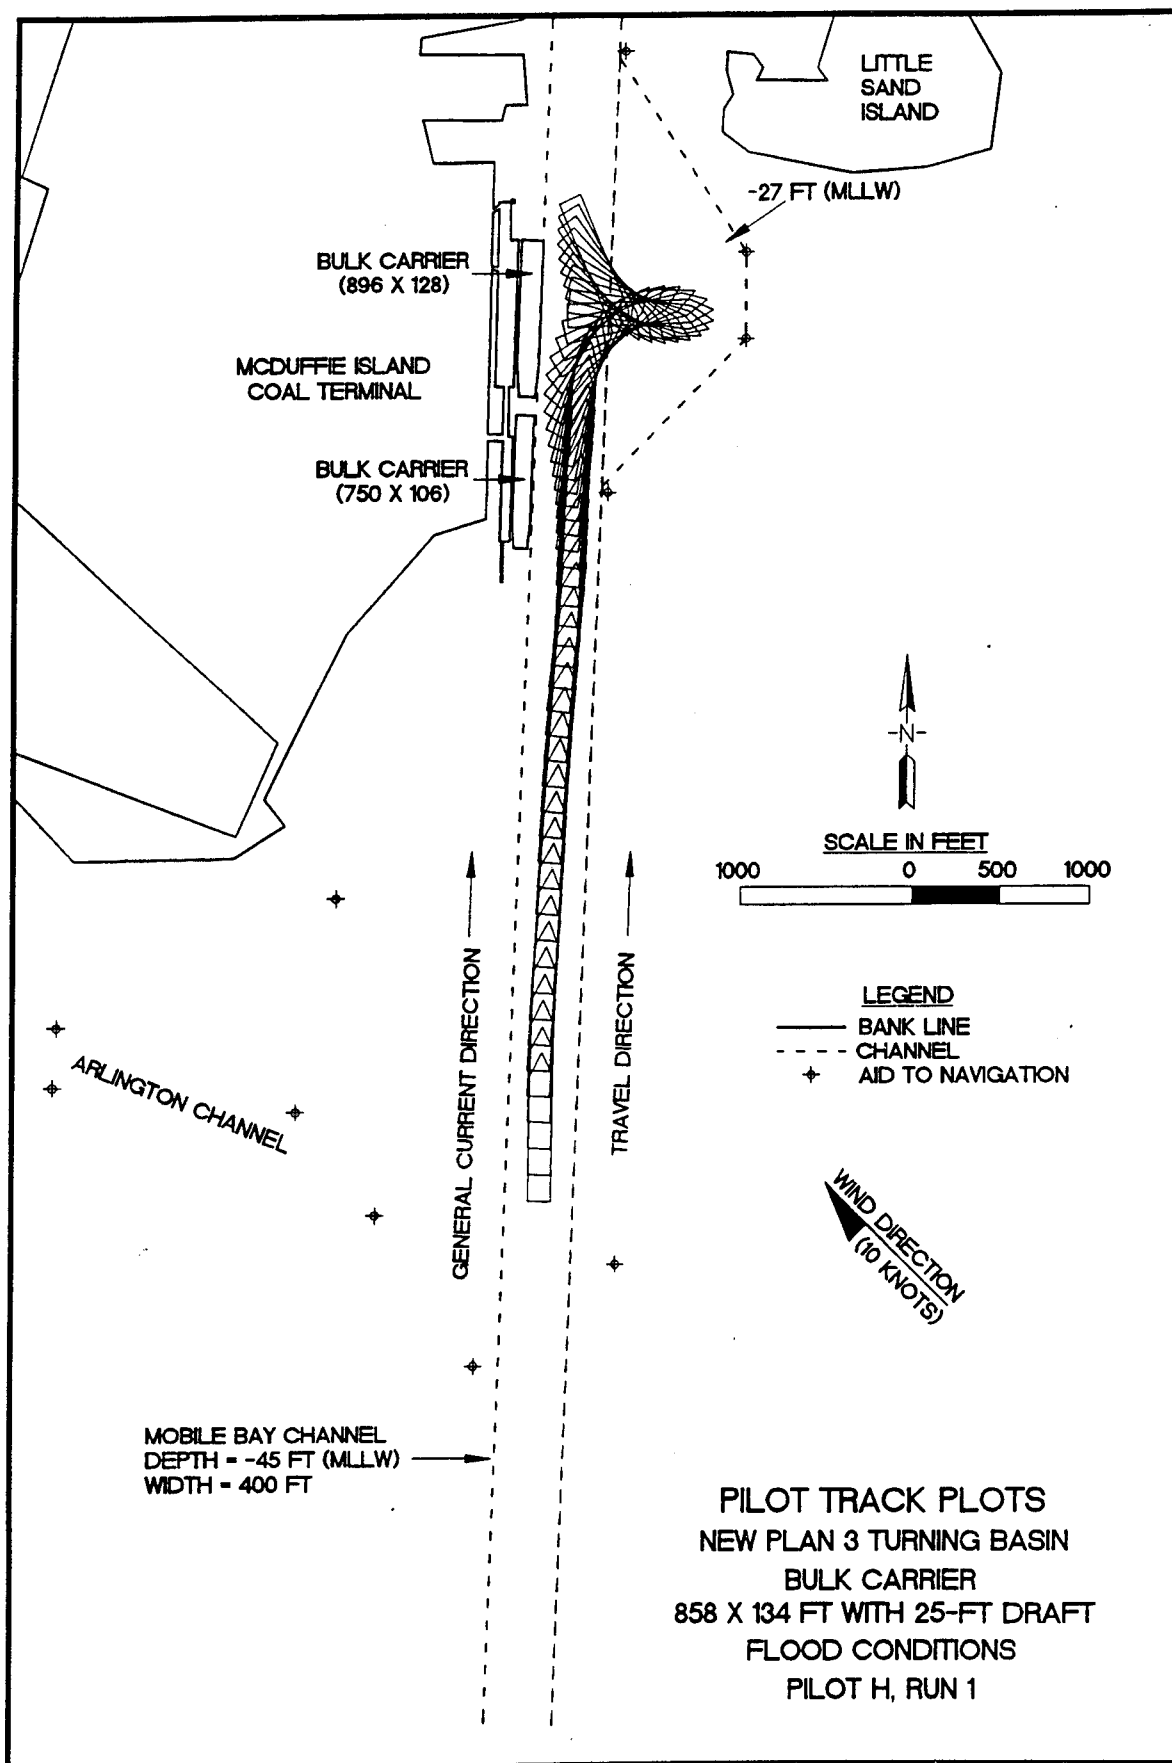 LITTLE
SAND
ISLAND
-27 FT (MLLW)
BULK CARRIER
(896 X 128)
MCDUFFIE ISLAND
COAL TERMINAL
BULK CARRIER
(750 X 106)
-N-
SCALE IN FEET
1000 0 500 1000
GENERAL CURRENT DIRECTION
TRAVEL DIRECTION
LEGEND
BANK LINE
CHANNEL
AID TO NAVIGATION
ARLINGTON CHANNEL
WIND DIRECTION
(10 KNOTS)
MOBILE BAY CHANNEL
DEPTH = -45 FT (MLLW)
WIDTH = 400 FT
PILOT TRACK PLOTS
NEW PLAN 3 TURNING BASIN
BULK CARRIER
858 X 134 FT WITH 25-FT DRAFT
FLOOD CONDITIONS
PILOT H, RUN 1